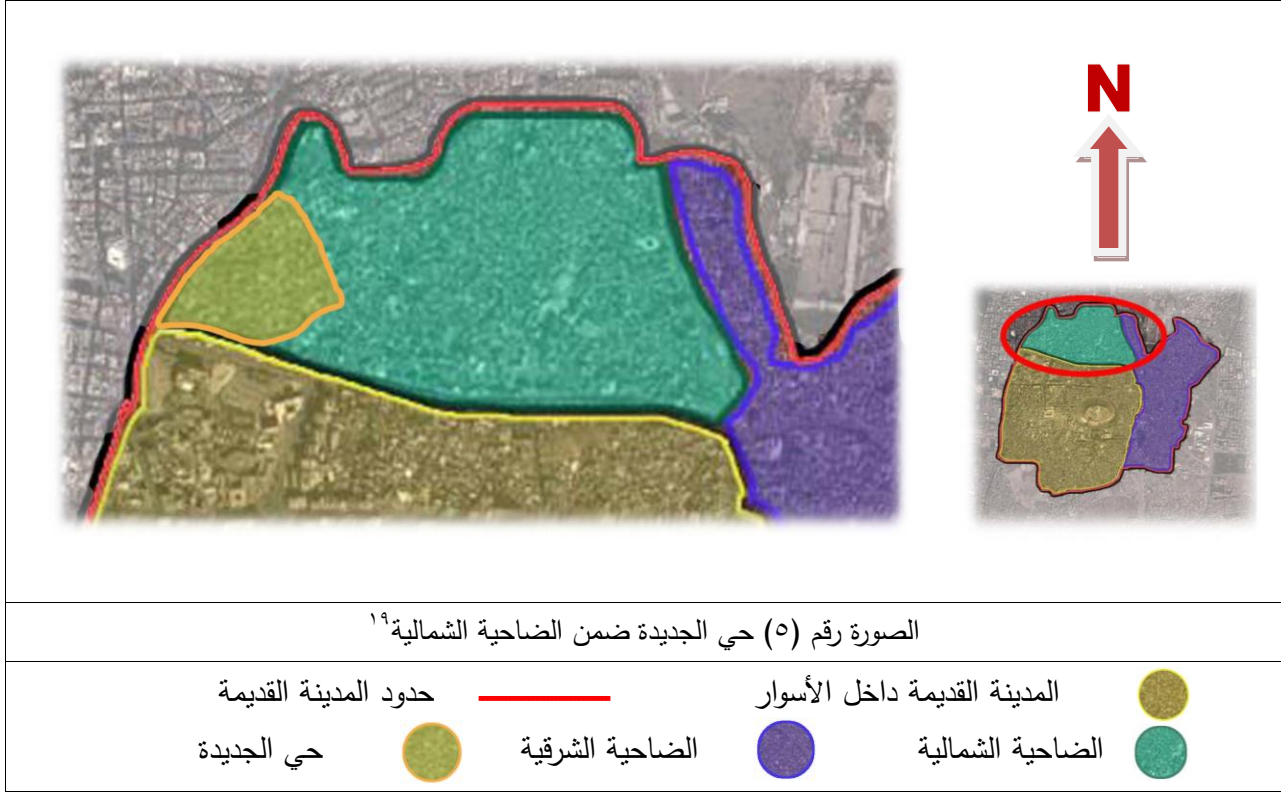 N
الصورة رقم (٥) حي الجديدة ضمن الضاحية الشمالية١٩
المدينة القديمة داخل الأسوار حدود المدينة القديمة
الضاحية الشمالية الضاحية الشرقية حي الجديدة